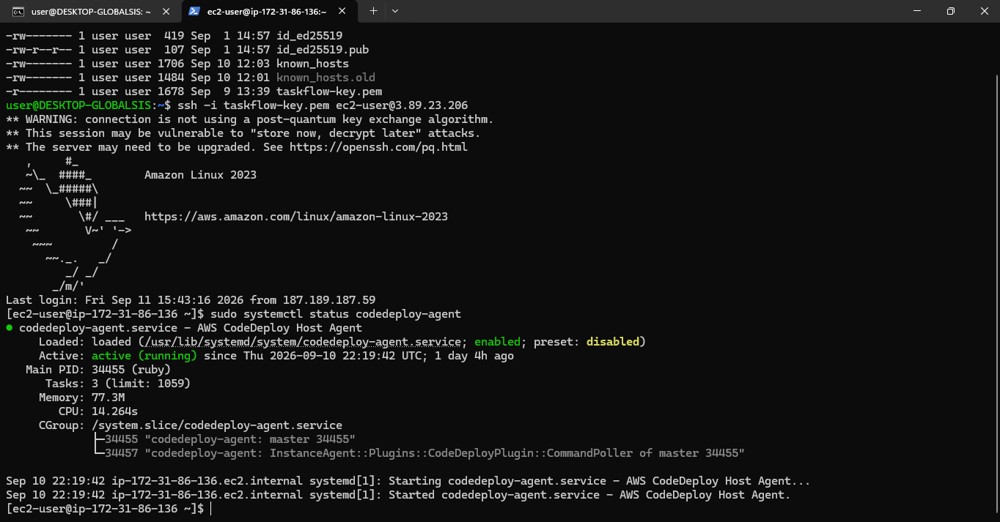 user@DESKTOP-GLOBALSIS: ~
ec2-user@ip-172-31-86-136:~
-rw------- 1 user user  419 Sep  1 14:57 id_ed25519
-rw-r--r-- 1 user user  107 Sep  1 14:57 id_ed25519.pub
-rw------- 1 user user 1706 Sep 10 12:03 known_hosts
-rw------- 1 user user 1484 Sep 10 12:01 known_hosts.old
-r-------- 1 user user 1678 Sep  9 13:39 taskflow-key.pem
user@DESKTOP-GLOBALSIS:~$ ssh -i taskflow-key.pem ec2-user@3.89.23.206
** WARNING: connection is not using a post-quantum key exchange algorithm.
** This session may be vulnerable to "store now, decrypt later" attacks.
** The server may need to be upgraded. See https://openssh.com/pq.html
   ,     #_
   ~\_  ####_        Amazon Linux 2023
  ~~  \_#####\
  ~~     \###|
  ~~       \#/ ___   https://aws.amazon.com/linux/amazon-linux-2023
   ~~       V~' '->
    ~~~         /
      ~~._.   _/
         _/ _/
       _/m/'
Last login: Fri Sep 11 15:43:16 2026 from 187.189.187.59
[ec2-user@ip-172-31-86-136 ~]$ sudo systemctl status codedeploy-agent
● codedeploy-agent.service - AWS CodeDeploy Host Agent
     Loaded: loaded (/usr/lib/systemd/system/codedeploy-agent.service; enabled; preset: disabled)
     Active: active (running) since Thu 2026-09-10 22:19:42 UTC; 1 day 4h ago
   Main PID: 34455 (ruby)
      Tasks: 3 (limit: 1059)
     Memory: 77.3M
        CPU: 14.264s
     CGroup: /system.slice/codedeploy-agent.service
             ├─34455 "codedeploy-agent: master 34455"
             └─34457 "codedeploy-agent: InstanceAgent::Plugins::CodeDeployPlugin::CommandPoller of master 34455"
Sep 10 22:19:42 ip-172-31-86-136.ec2.internal systemd[1]: Starting codedeploy-agent.service - AWS CodeDeploy Host Agent...
Sep 10 22:19:42 ip-172-31-86-136.ec2.internal systemd[1]: Started codedeploy-agent.service - AWS CodeDeploy Host Agent.
[ec2-user@ip-172-31-86-136 ~]$